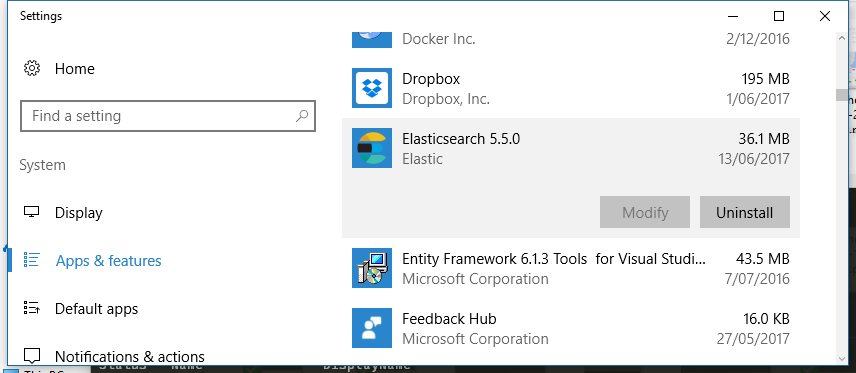 Settings
Home
Find a setting
System
Display
Apps & features
Default apps
Notifications & actions
Docker Inc. 2/12/2016
Dropbox 195 MB
Dropbox, Inc. 1/06/2017
Elasticsearch 5.5.0 36.1 MB
Elastic 13/06/2017
Modify Uninstall
Entity Framework 6.1.3 Tools for Visual Studi... 43.5 MB
Microsoft Corporation 7/07/2016
Feedback Hub 16.0 KB
Microsoft Corporation 27/05/2017
Status Name DisplayName